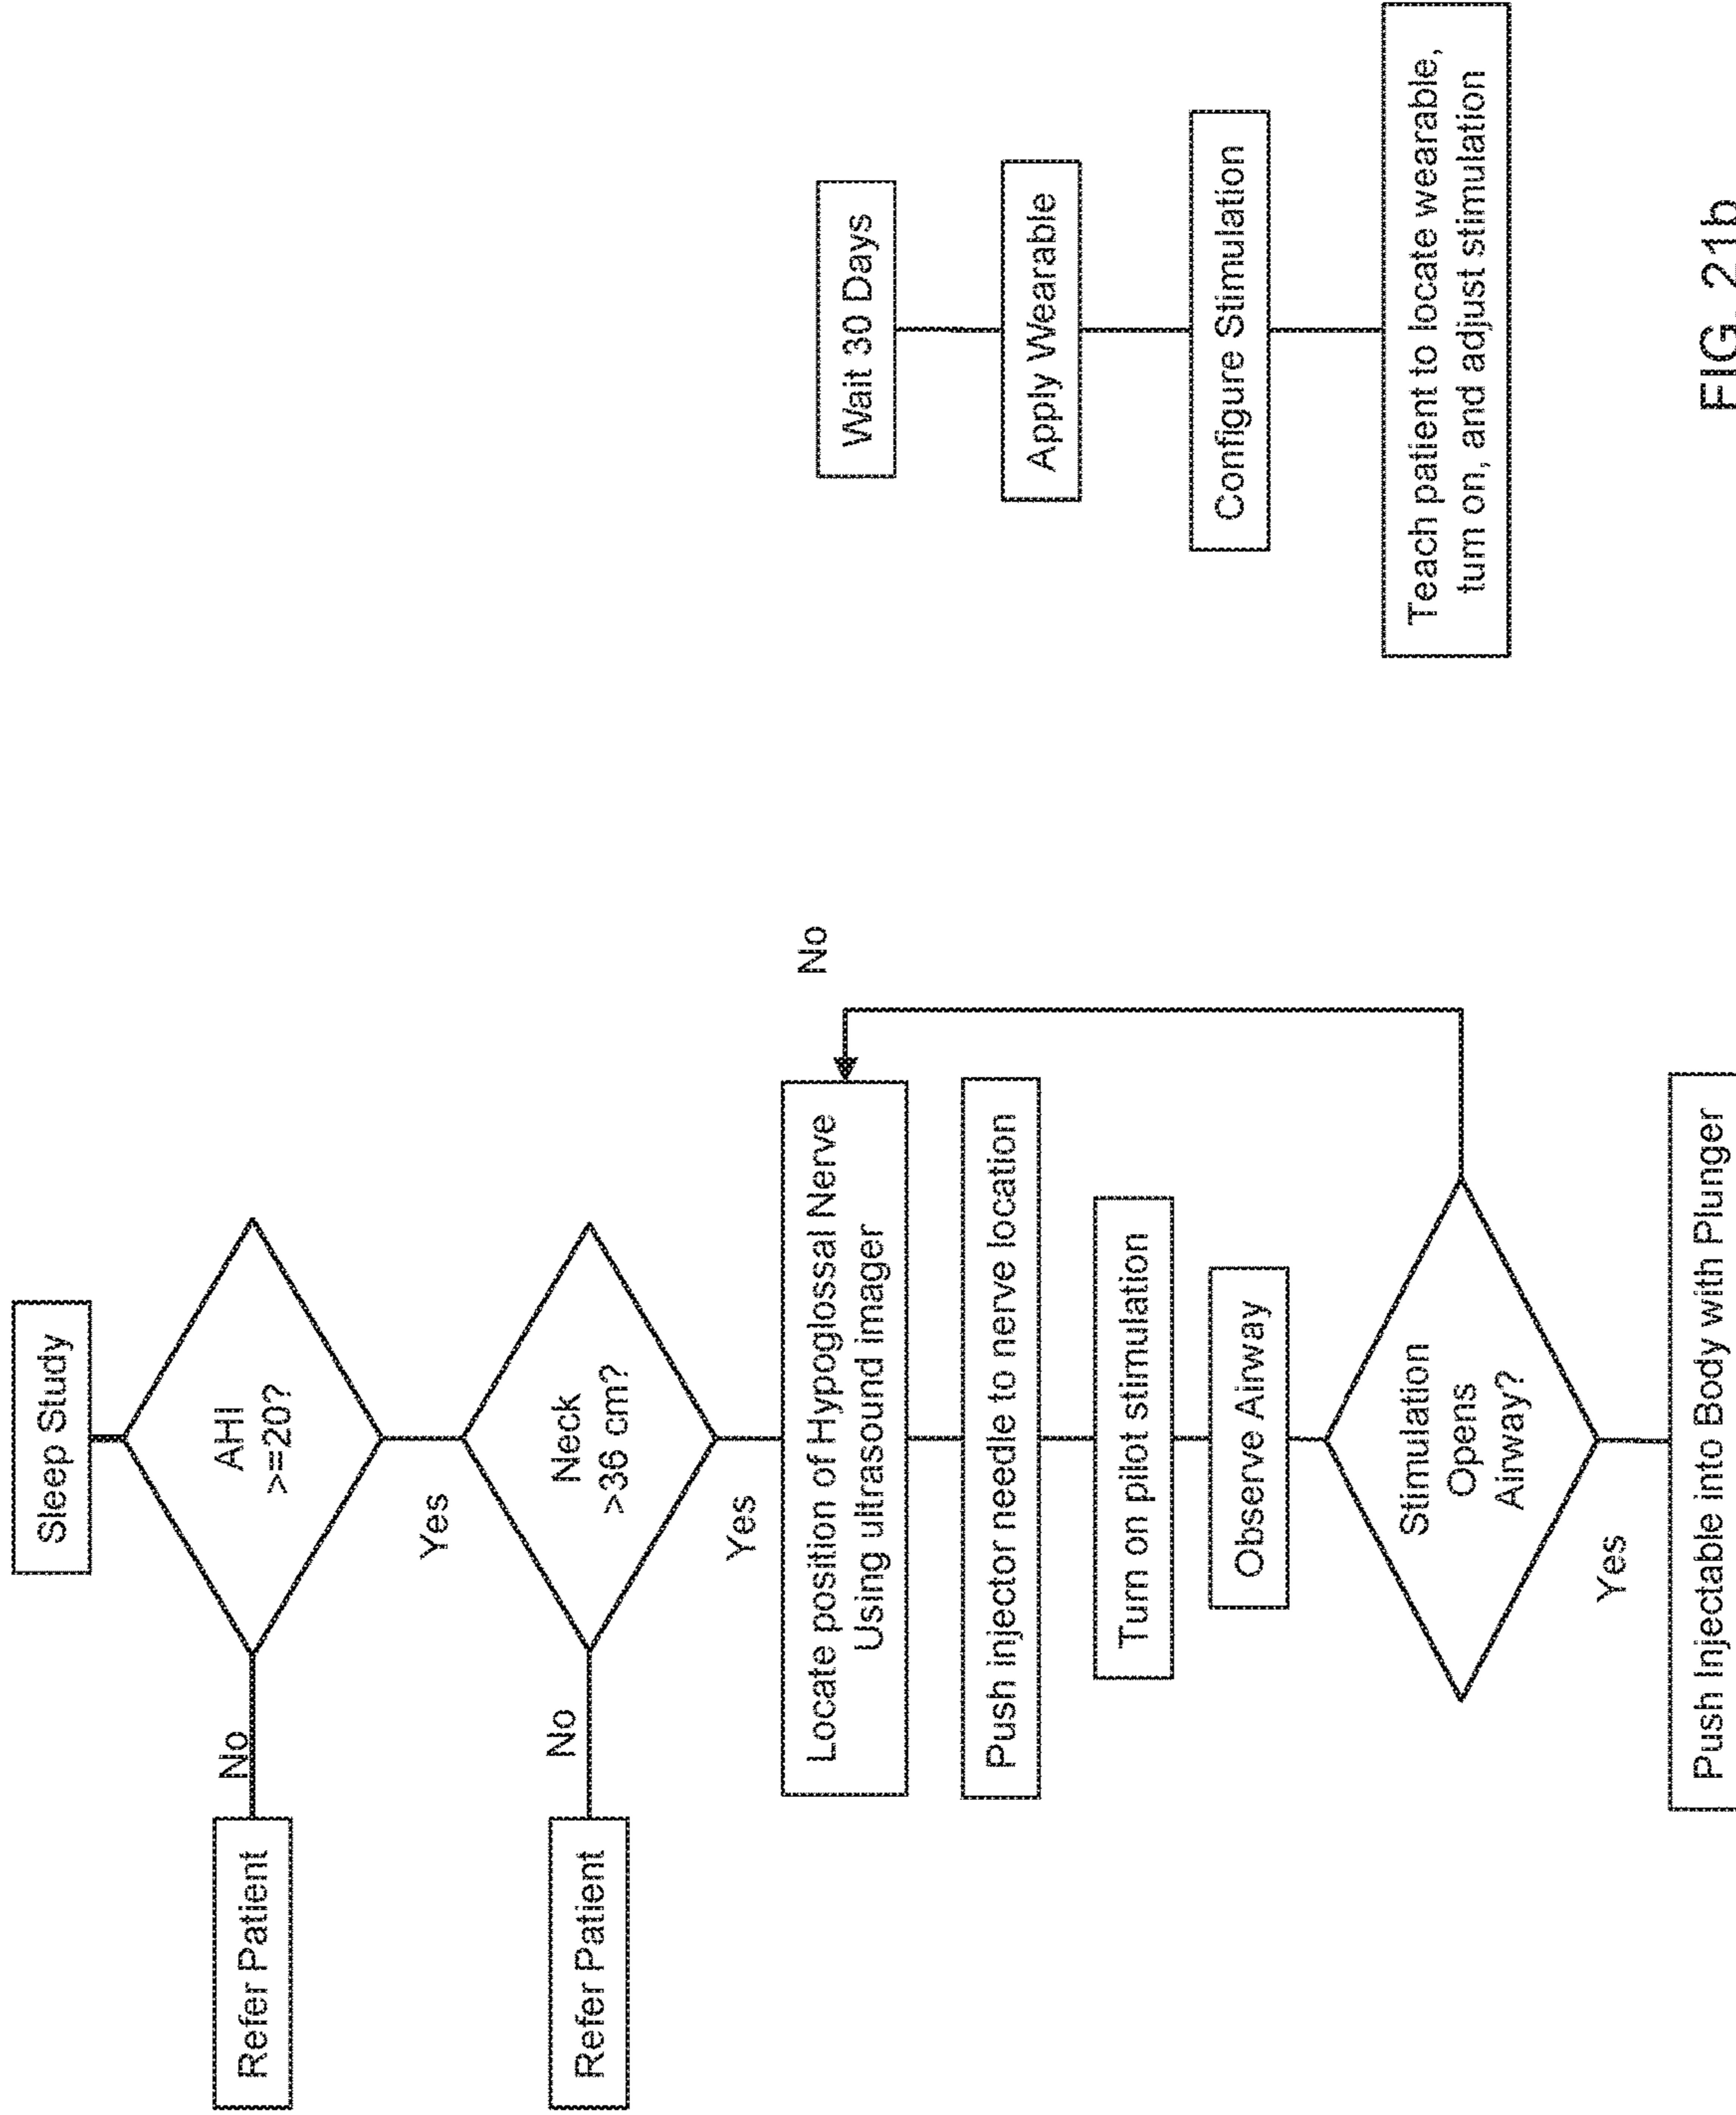 Sleep Study
AHI
>=20?
No
Refer Patient
Yes
Neck
>36 cm?
No
Refer Patient
Yes
Locate position of Hypoglossal Nerve
Using ultrasound imager
No
Push injector needle to nerve location
Turn on pilot stimulation
Observe Airway
Stimulation
Opens
Airway?
Yes
Push Injectable into Body with Plunger
Wait 30 Days
Apply Wearable
Configure Stimulation
Teach patient to locate wearable,
turn on, and adjust stimulation
FIG. 21b